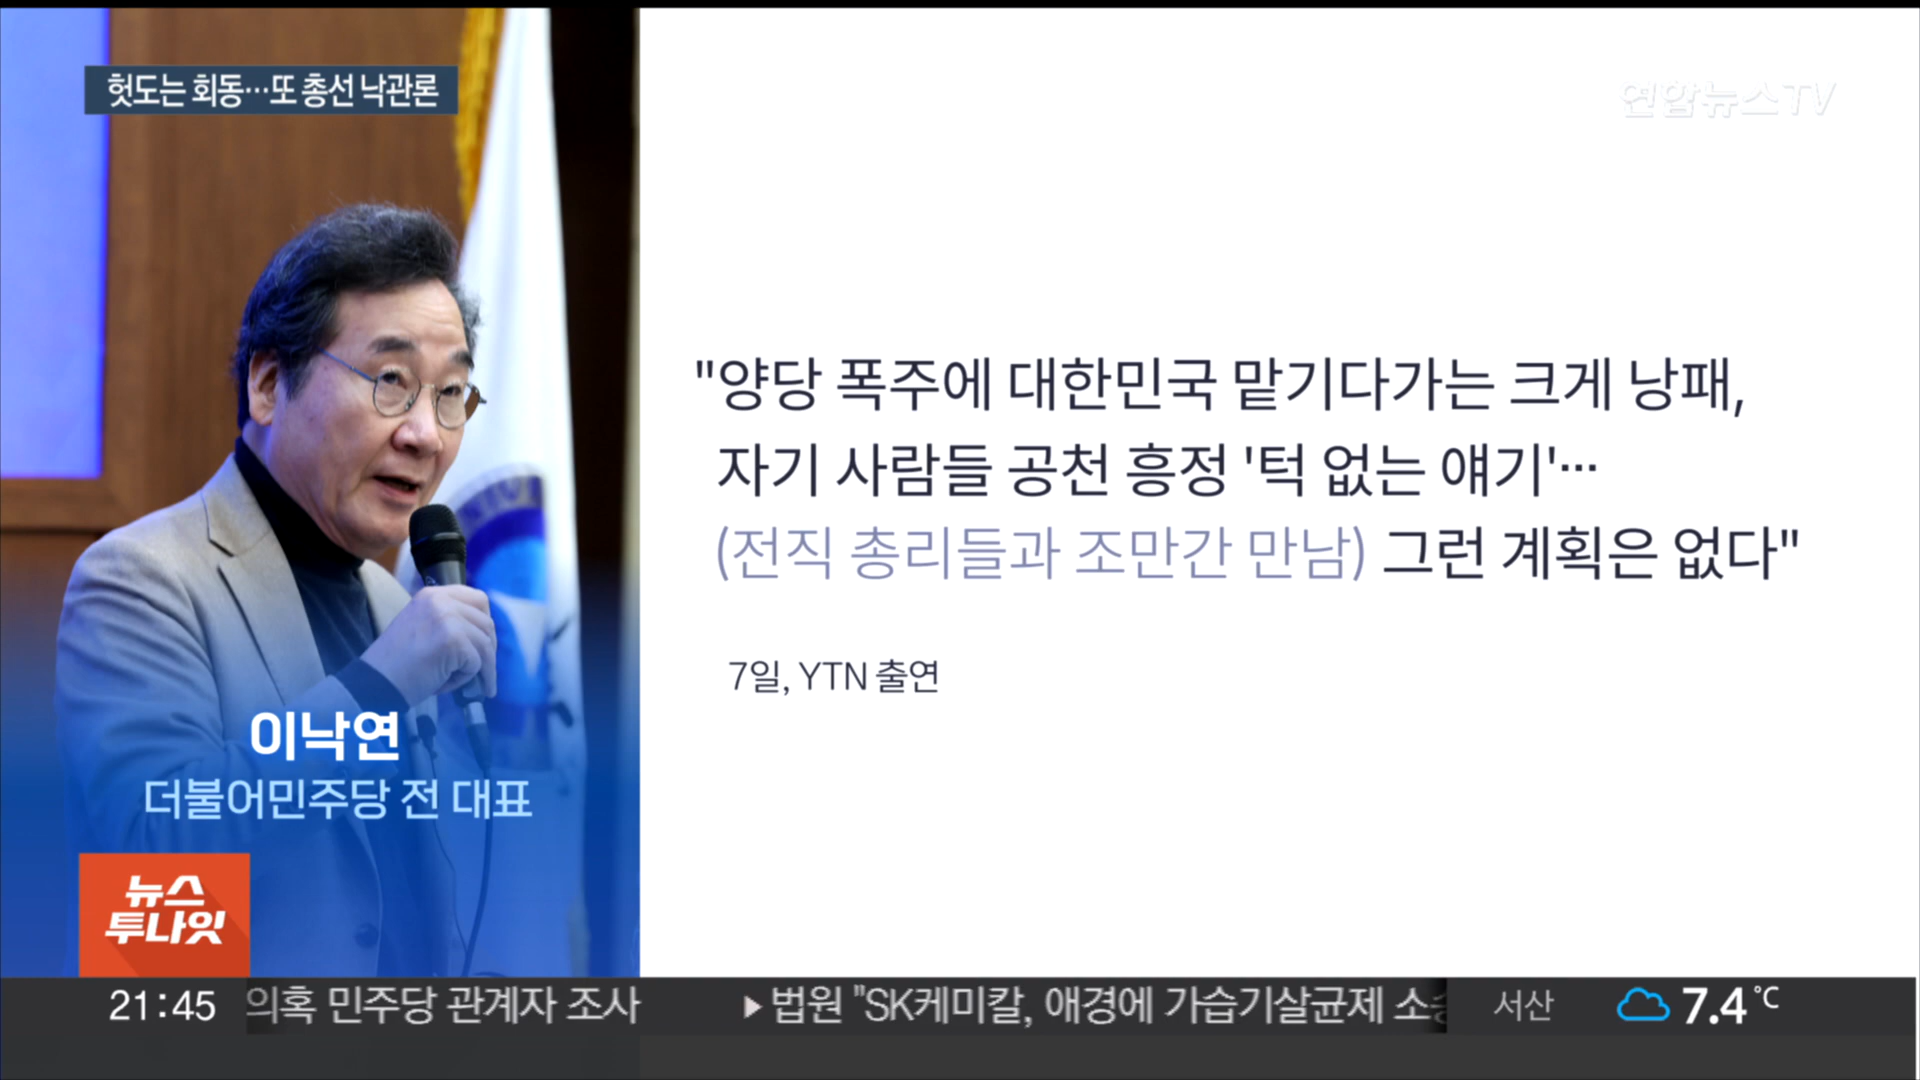 헛도는 회동…또 총선 낙관론
연합뉴스TV
"양당 폭주에 대한민국 맡기다가는 크게 낭패,
자기 사람들 공천 흥정 '턱 없는 얘기'…
(전직 총리들과 조만간 만남) 그런 계획은 없다"
7일, YTN 출연
이낙연
더불어민주당 전 대표
뉴스
투나잇
21:45 의혹 민주당 관계자 조사 ▶법원 "SK케미칼, 애경에 가습기살균제 소 서산 7.4℃